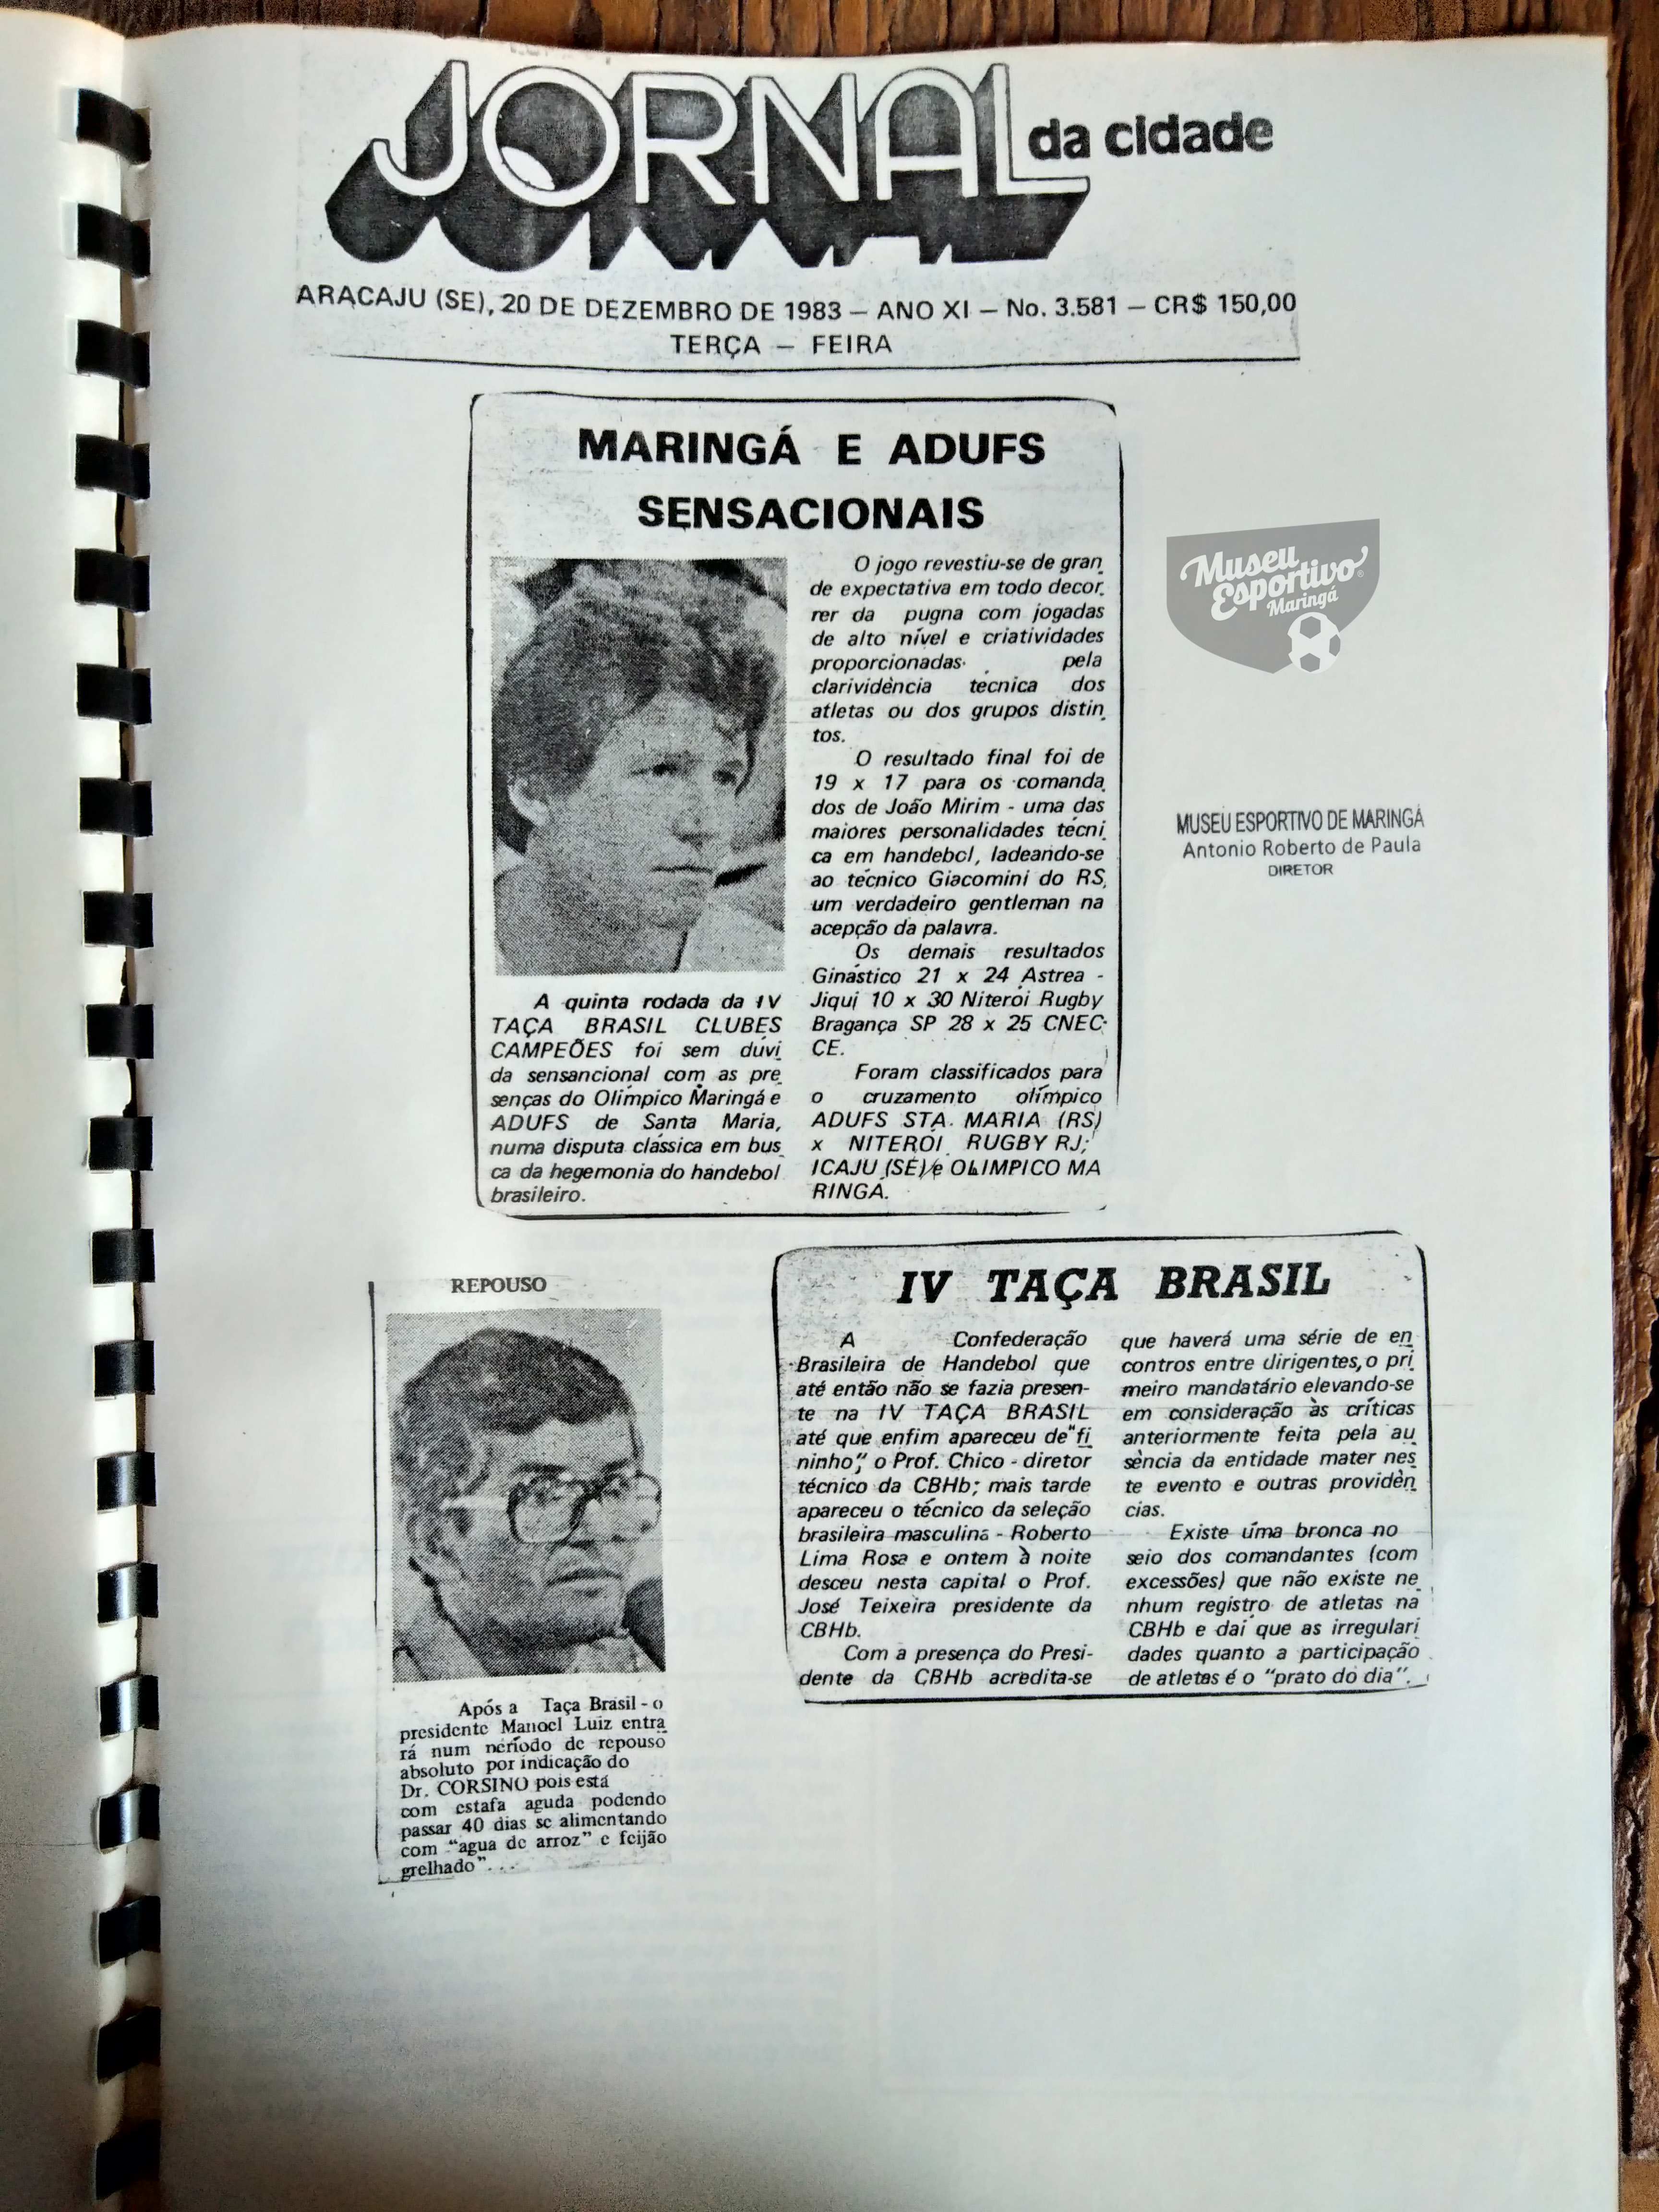 JORNAL da cidade
ARACAJU (SE), 20 DE DEZEMBRO DE 1983 — ANO XI — No. 3.581 — CR$ 150,00
TERÇA — FEIRA
MARINGÁ E ADUFS
SENSACIONAIS
A quinta rodada da IV
TAÇA BRASIL CLUBES
CAMPEÕES foi sem dúvi
da sensancional com as pre
senças do Olímpico Maringá e
ADUFS de Santa Maria,
numa disputa clássica em bus
ca da hegemonia do handebol
brasileiro.
O jogo revestiu-se de gran
de expectativa em todo decor
rer da pugna com jogadas
de alto nível e criatividades
proporcionadas pela
clarividência técnica dos
atletas ou dos grupos distin
tos.
O resultado final foi de
19 x 17 para os comanda
dos de João Mirim - uma das
maiores personalidades técni
ca em handebol, ladeando-se
ao técnico Giacomini do RS,
um verdadeiro gentleman na
acepção da palavra.
Os demais resultados
Ginástico 21 x 24 Astrea -
Jiqui 10 x 30 Niterói Rugby
Bragança SP 28 x 25 CNEC-
CE.
Foram classificados para
o cruzamento olímpico
ADUFS STA. MARIA (RS)
x NITERÓI RUGBY RJ;
ICAJU (SE) e OLIMPICO MA
RINGÁ.
Museu
Esportivo
Maringá
MUSEU ESPORTIVO DE MARINGÁ
Antonio Roberto de Paula
DIRETOR
REPOUSO
Após a Taça Brasil - o
presidente Manoel Luiz entra
rá num período de repouso
absoluto por indicação do
Dr. CORSINO pois está
com estafa aguda podendo
passar 40 dias se alimentando
com "agua de arroz" e feijão
grelhado"...
IV TAÇA BRASIL
A Confederação
Brasileira de Handebol que
até então não se fazia presen-
te na IV TAÇA BRASIL
até que enfim apareceu de "fi
ninho", o Prof. Chico - diretor
técnico da CBHb; mais tarde
apareceu o técnico da seleção
brasileira masculina - Roberto
Lima Rosa e ontem à noite
desceu nesta capital o Prof.
José Teixeira presidente da
CBHb.
Com a presença do Presi-
dente da CBHb acredita-se
que haverá uma série de en
contros entre dirigentes, o pri
meiro mandatário elevando-se
em consideração às críticas
anteriormente feita pela au
sência da entidade mater nes
te evento e outras providên
cias.
Existe uma bronca no
seio dos comandantes (com
excessões) que não existe ne
nhum registro de atletas na
CBHb e daí que as irregulari
dades quanto a participação
de atletas é o "prato do dia".